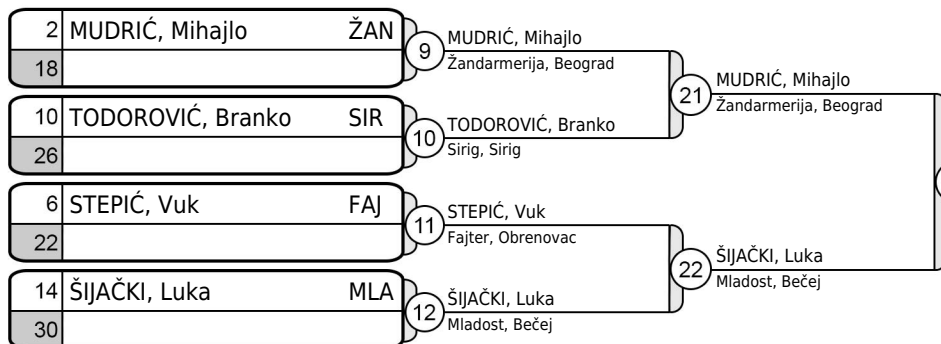 2 MUDRIĆ, Mihajlo ŽAN
18
9
MUDRIĆ, Mihajlo
Žandarmerija, Beograd
10 TODOROVIĆ, Branko SIR
26
10
TODOROVIĆ, Branko
Sirig, Sirig
21
MUDRIĆ, Mihajlo
Žandarmerija, Beograd
6 STEPIĆ, Vuk FAJ
22
11
STEPIĆ, Vuk
Fajter, Obrenovac
14 ŠIJAČKI, Luka MLA
30
12
ŠIJAČKI, Luka
Mladost, Bečej
22
ŠIJAČKI, Luka
Mladost, Bečej